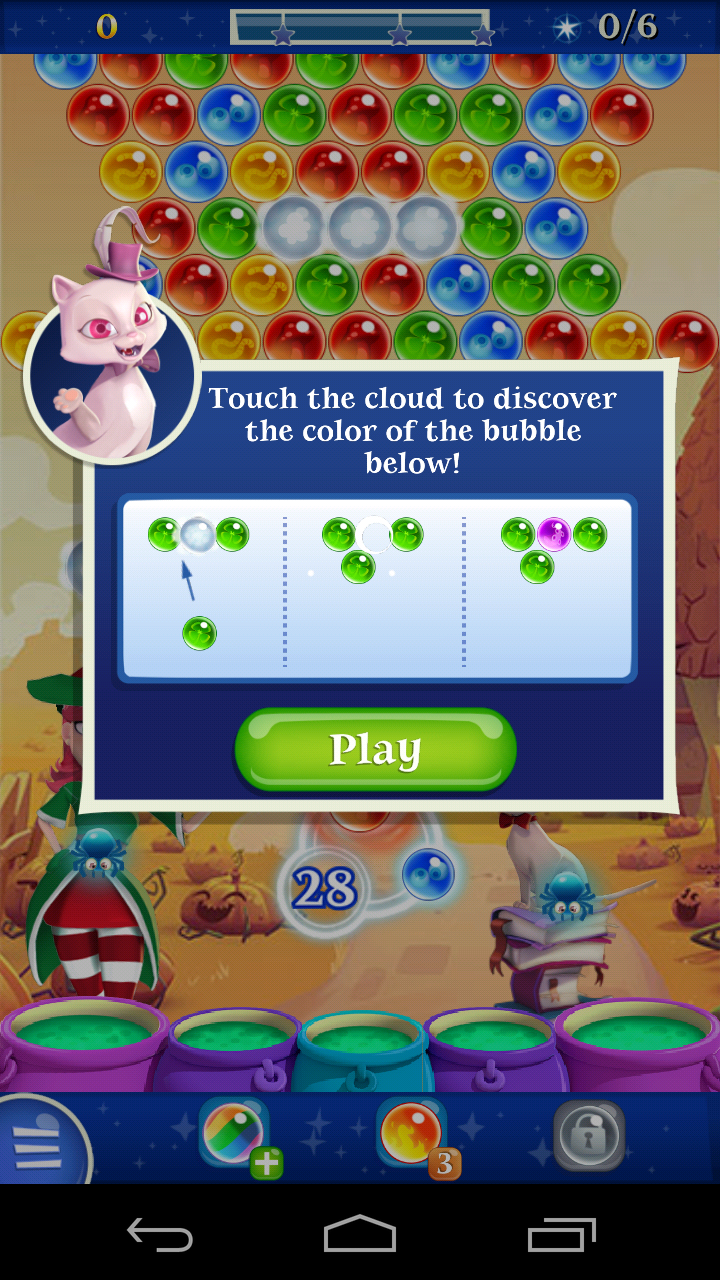 0
0/6
Touch the cloud to discover
the color of the bubble
below!
Play
28
3